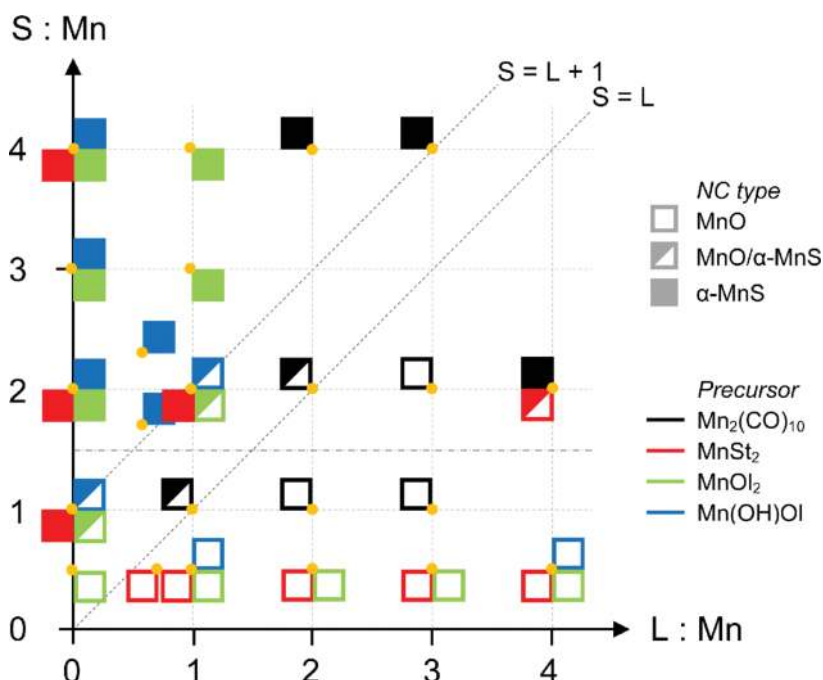 S : Mn
S = L + 1
S = L
4
3
2
1
0
0
1
2
3
4
L : Mn
NC type
MnO
MnO/α-MnS
α-MnS
Precursor
Mn₂(CO)₁₀
MnSt₂
MnOl₂
Mn(OH)Ol